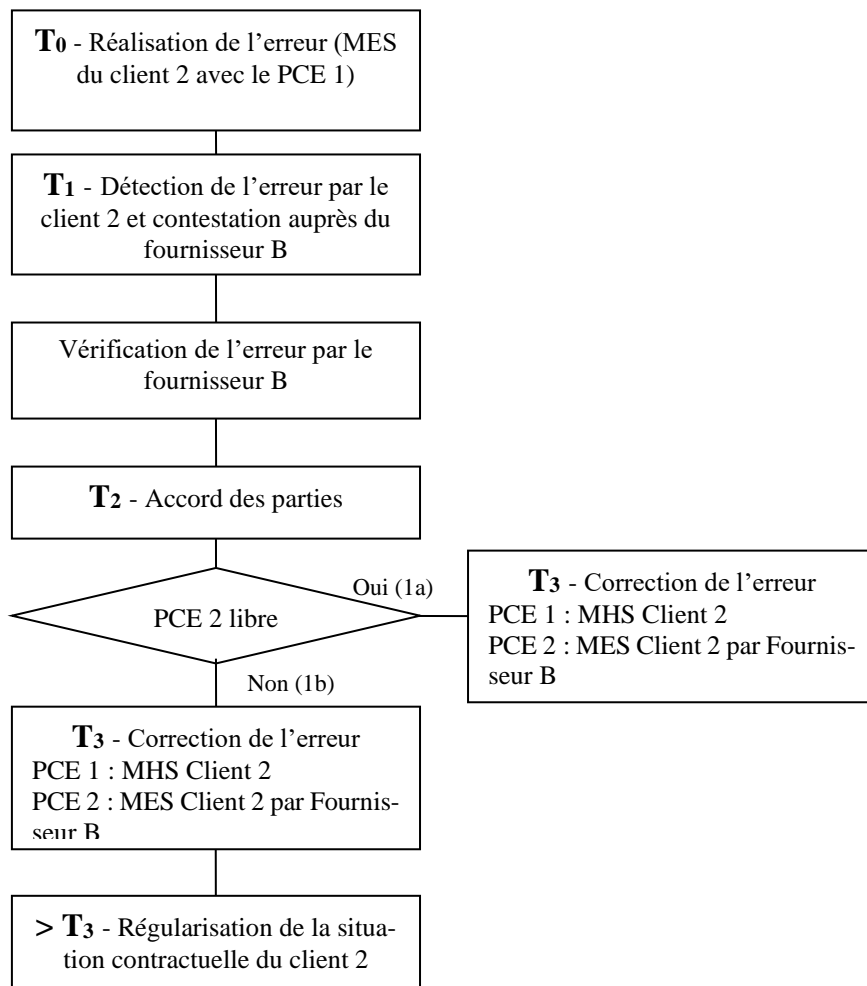 T0 - Réalisation de l’erreur (MES
du client 2 avec le PCE 1)
T1 - Détection de l’erreur par le
client 2 et contestation auprès du
fournisseur B
Vérification de l’erreur par le
fournisseur B
T2 - Accord des parties
PCE 2 libre
Oui (1a)
T3 - Correction de l’erreur
PCE 1 : MHS Client 2
PCE 2 : MES Client 2 par Fournis-
seur B
Non (1b)
T3 - Correction de l’erreur
PCE 1 : MHS Client 2
PCE 2 : MES Client 2 par Fournis-
seur B
> T3 - Régularisation de la situa-
tion contractuelle du client 2